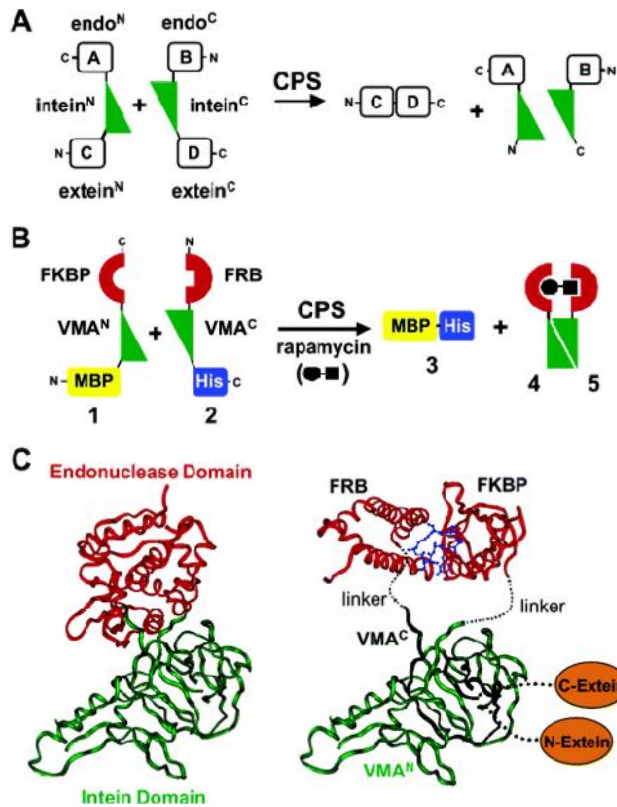 A
endoᴺ endoᶜ
C- A B -N
inteinᴺ + inteinᶜ CPS N- C D -C + C- A B -N
N- C D -C N C
exteinᴺ exteinᶜ
B
C N
FKBP FRB
VMAᴺ + VMAᶜ CPS MBP His +
rapamycin 3
( ) 4 5
N- MBP His -C
1 2
C
Endonuclease Domain
FRB FKBP
linker linker
VMAᶜ
C-Extein
N-Extein
VMAᴺ
Intein Domain